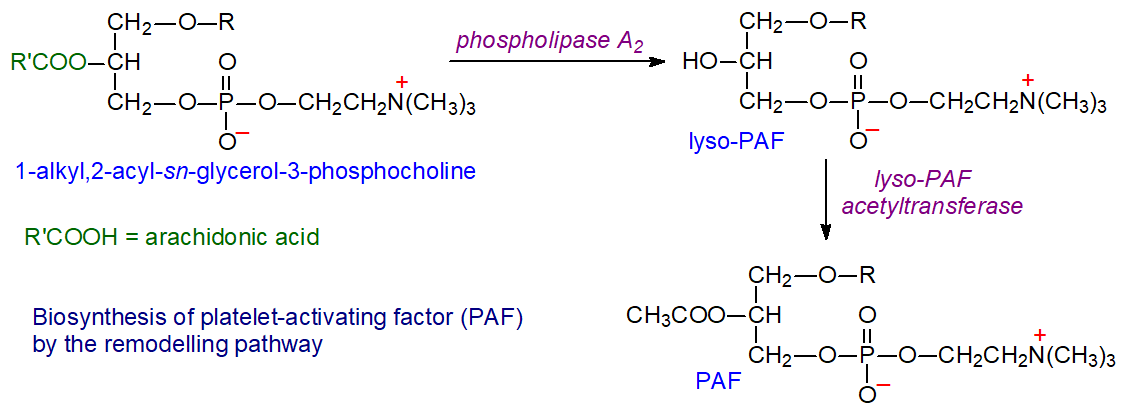 CH₂—O—R
R'COO—CH
O
CH₂—O—P—O—CH₂CH₂N(CH₃)₃
+
O−
1-alkyl,2-acyl-sn-glycerol-3-phosphocholine
phospholipase A₂
CH₂—O—R
HO—CH
O
CH₂—O—P—O—CH₂CH₂N(CH₃)₃
+
O−
lyso-PAF
lyso-PAF
acetyltransferase
R'COOH = arachidonic acid
Biosynthesis of platelet-activating factor (PAF)
by the remodelling pathway
CH₂—O—R
CH₃COO—CH
O
CH₂—O—P—O—CH₂CH₂N(CH₃)₃
+
O−
PAF